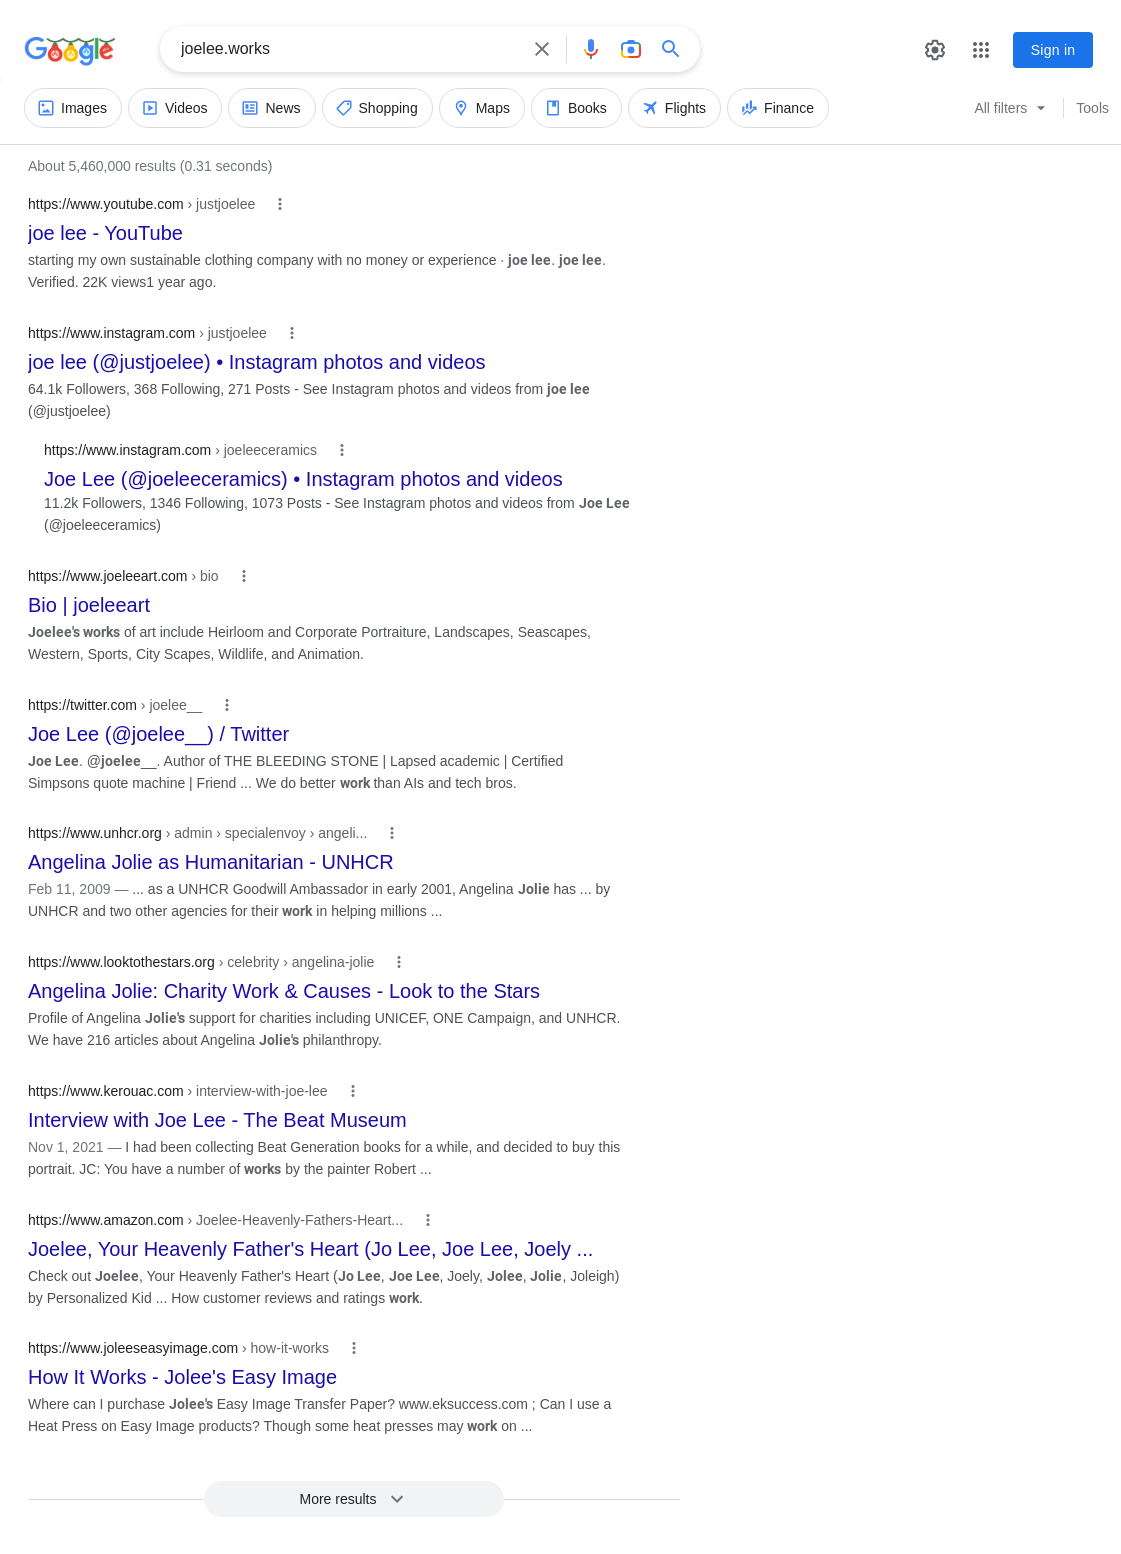 Google
joelee.works
Sign in
Images
Videos
News
Shopping
Maps
Books
Flights
Finance
All filters
Tools
About 5,460,000 results (0.31 seconds)
https://www.youtube.com › justjoelee
joe lee - YouTube
starting my own sustainable clothing company with no money or experience · joe lee. joe lee.
Verified. 22K views1 year ago.
https://www.instagram.com › justjoelee
joe lee (@justjoelee) • Instagram photos and videos
64.1k Followers, 368 Following, 271 Posts - See Instagram photos and videos from joe lee
(@justjoelee)
https://www.instagram.com › joeleeceramics
Joe Lee (@joeleeceramics) • Instagram photos and videos
11.2k Followers, 1346 Following, 1073 Posts - See Instagram photos and videos from Joe Lee
(@joeleeceramics)
https://www.joeleeart.com › bio
Bio | joeleeart
Joelee's works of art include Heirloom and Corporate Portraiture, Landscapes, Seascapes,
Western, Sports, City Scapes, Wildlife, and Animation.
https://twitter.com › joelee__
Joe Lee (@joelee__) / Twitter
Joe Lee. @joelee__. Author of THE BLEEDING STONE | Lapsed academic | Certified
Simpsons quote machine | Friend ... We do better work than AIs and tech bros.
https://www.unhcr.org › admin › specialenvoy › angeli...
Angelina Jolie as Humanitarian - UNHCR
Feb 11, 2009 — ... as a UNHCR Goodwill Ambassador in early 2001, Angelina Jolie has ... by
UNHCR and two other agencies for their work in helping millions ...
https://www.looktothestars.org › celebrity › angelina-jolie
Angelina Jolie: Charity Work & Causes - Look to the Stars
Profile of Angelina Jolie's support for charities including UNICEF, ONE Campaign, and UNHCR.
We have 216 articles about Angelina Jolie's philanthropy.
https://www.kerouac.com › interview-with-joe-lee
Interview with Joe Lee - The Beat Museum
Nov 1, 2021 — I had been collecting Beat Generation books for a while, and decided to buy this
portrait. JC: You have a number of works by the painter Robert ...
https://www.amazon.com › Joelee-Heavenly-Fathers-Heart...
Joelee, Your Heavenly Father's Heart (Jo Lee, Joe Lee, Joely ...
Check out Joelee, Your Heavenly Father's Heart (Jo Lee, Joe Lee, Joely, Jolee, Jolie, Joleigh)
by Personalized Kid ... How customer reviews and ratings work.
https://www.joleeseasyimage.com › how-it-works
How It Works - Jolee's Easy Image
Where can I purchase Jolee's Easy Image Transfer Paper? www.eksuccess.com ; Can I use a
Heat Press on Easy Image products? Though some heat presses may work on ...
More results